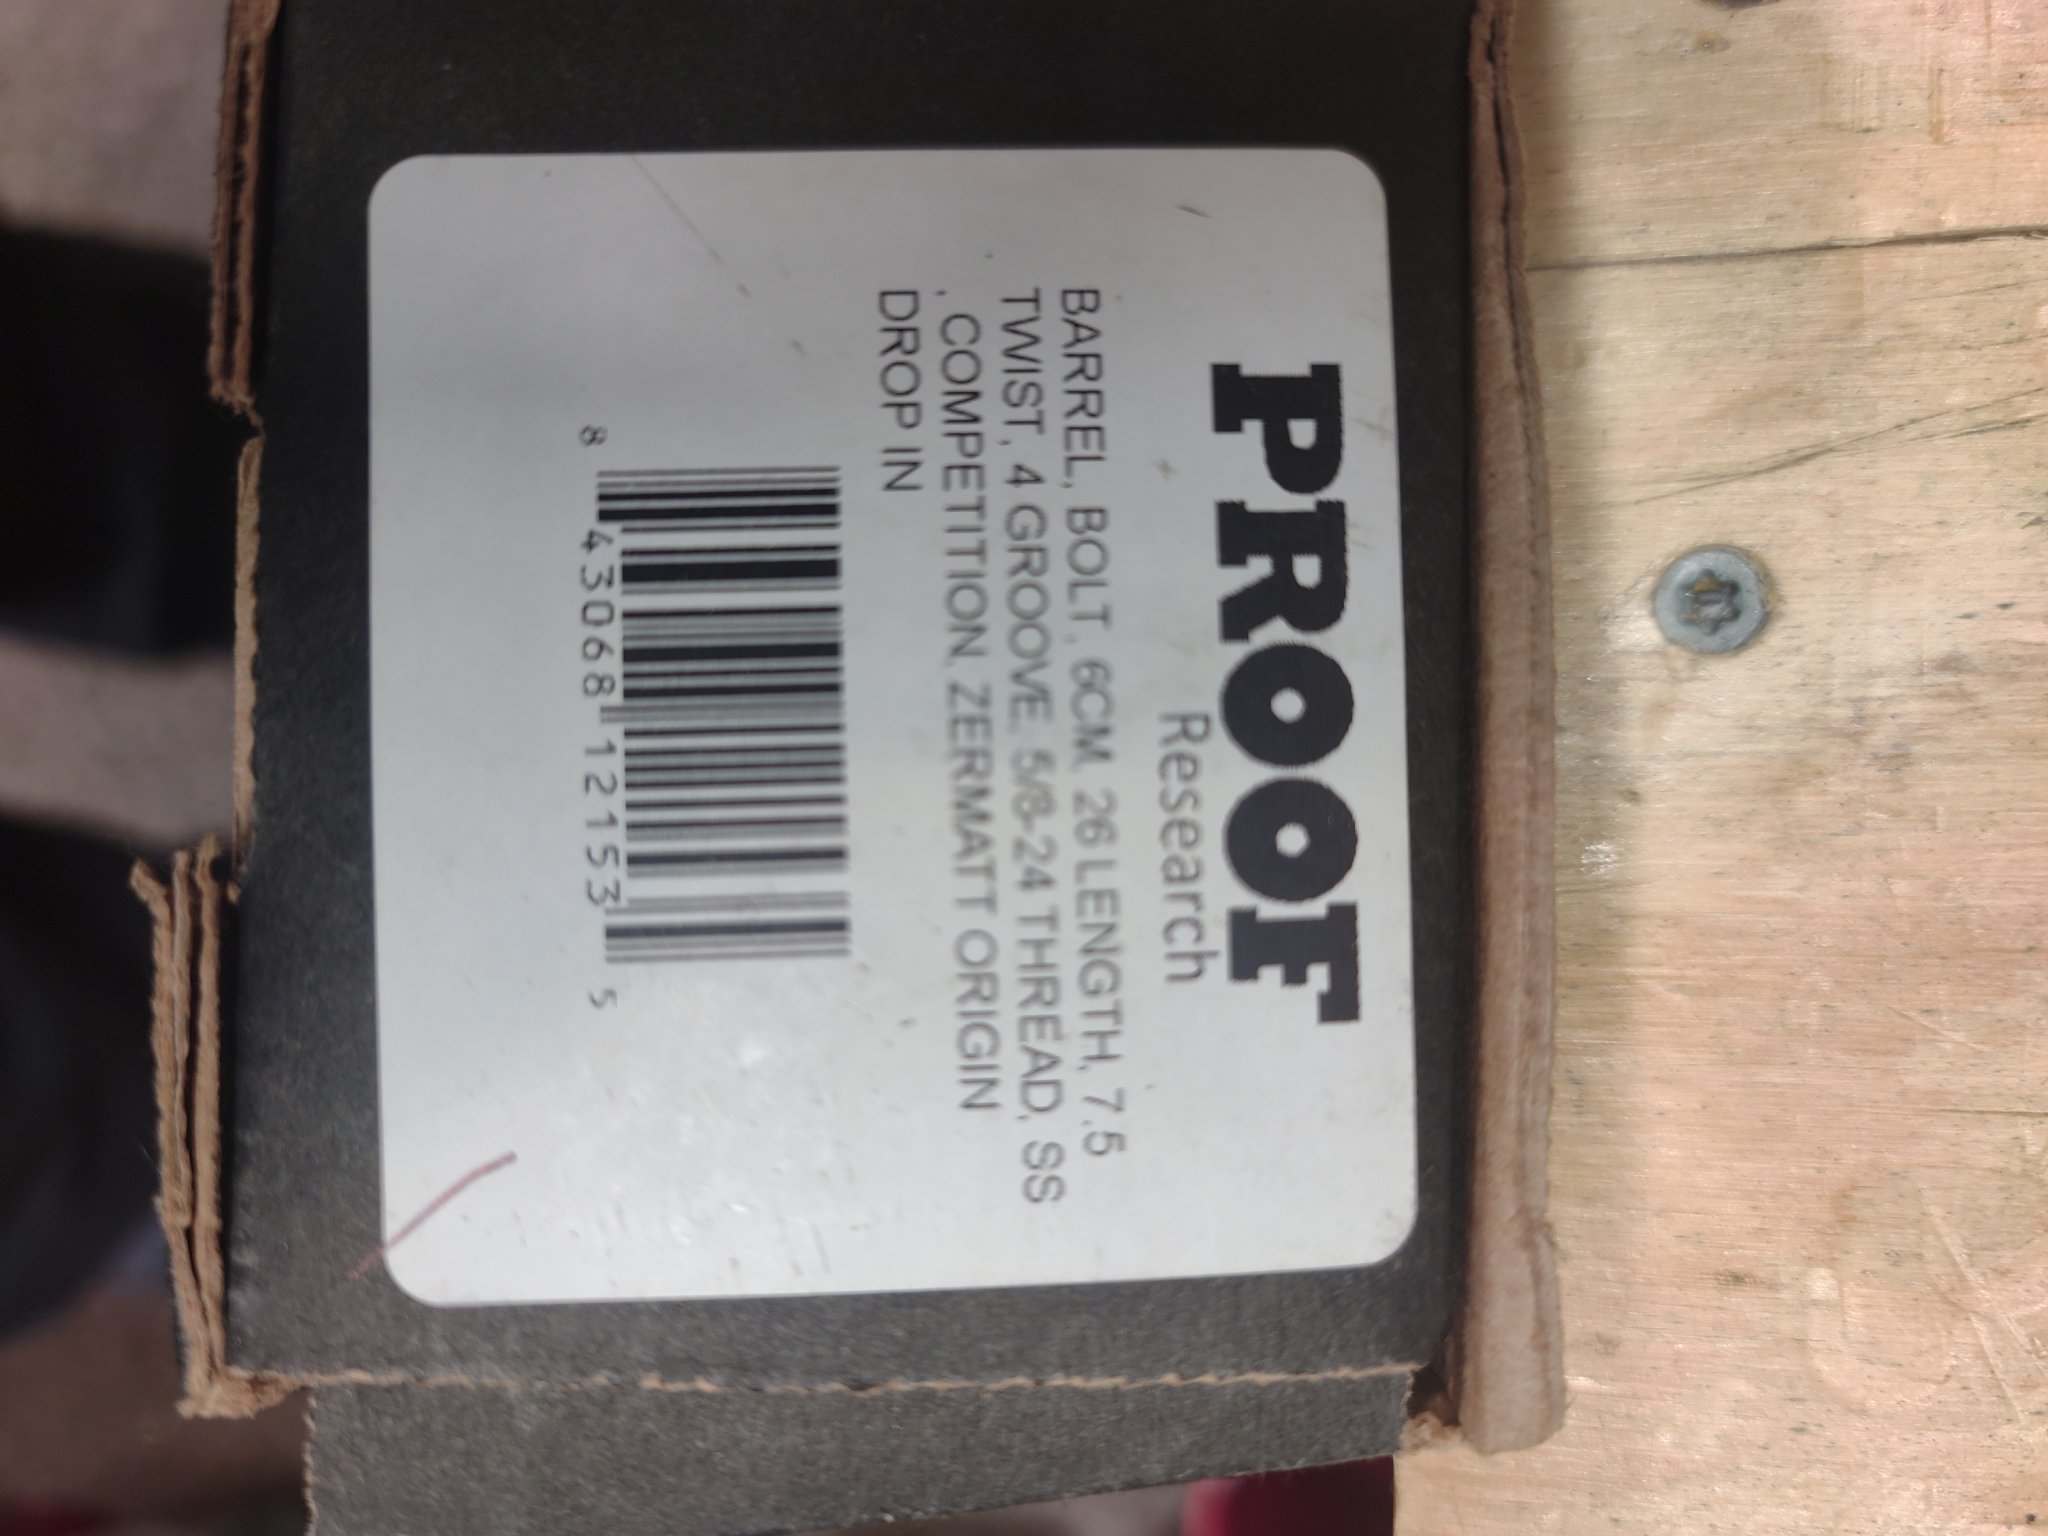 PROOF
Research
BARREL, BOLT, 6CM, 26 LENGTH, 7.5
TWIST, 4 GROOVE, 5/8-24 THREAD, SS
, COMPETITION, ZERMATT ORIGIN
DROP IN
8 43068 12153 5